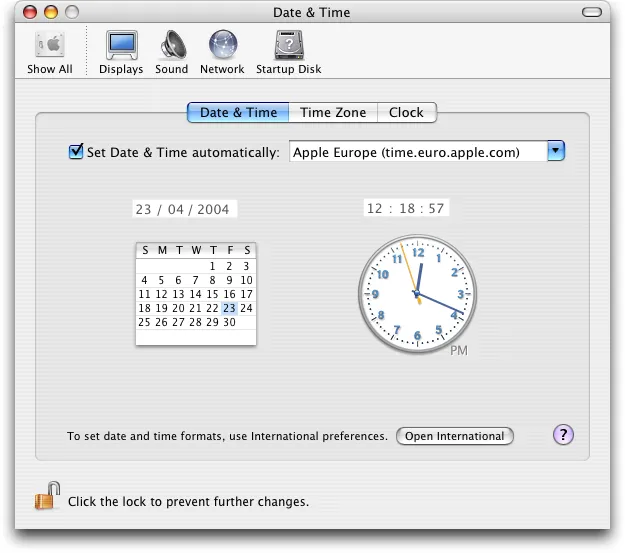 Date & Time
Show All Displays Sound Network Startup Disk
Date & Time Time Zone Clock
Set Date & Time automatically: Apple Europe (time.euro.apple.com)
23 / 04 / 2004
12 : 18 : 57
S M T W T F S
1 2 3
4 5 6 7 8 9 10
11 12 13 14 15 16 17
18 19 20 21 22 23 24
25 26 27 28 29 30
12
1
2
3
4
5
6
7
8
9
10
11
PM
To set date and time formats, use International preferences. Open International ?
Click the lock to prevent further changes.